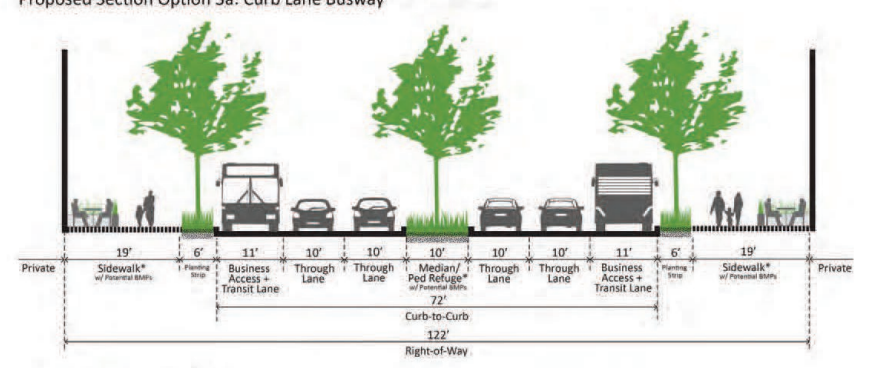 Proposed Section Option 3a: Curb Lane Busway
19' 6' 11' 10' 10' 10' 10' 10' 11' 6' 19'
Private Sidewalk* Planting Business Through Through Median/ Through Through Business Planting Sidewalk* Private
w/ Potential BMPs Strip Access + Lane Lane Ped Refuge* Lane Lane Access + Strip w/ Potential BMPs
Transit Lane w/ Potential BMPs Transit Lane
72'
Curb-to-Curb
122'
Right-of-Way